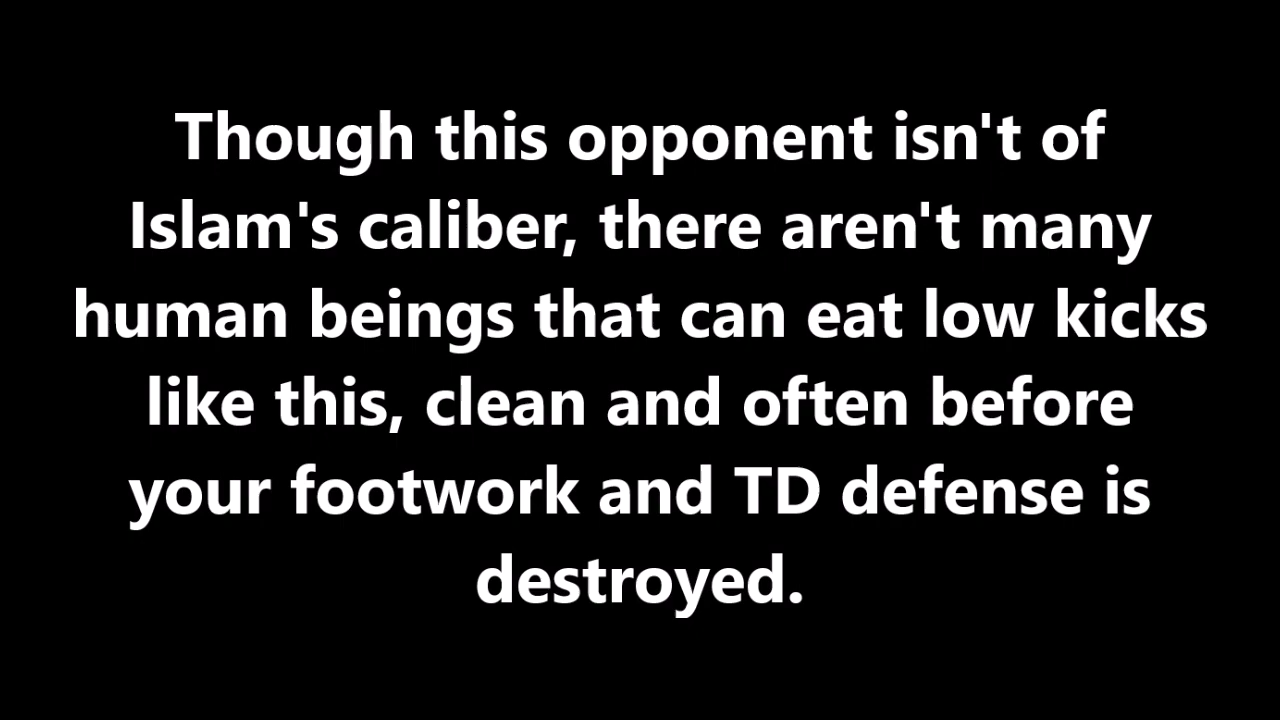 Though this opponent isn't of
Islam's caliber, there aren't many
human beings that can eat low kicks
like this, clean and often before
your footwork and TD defense is
destroyed.